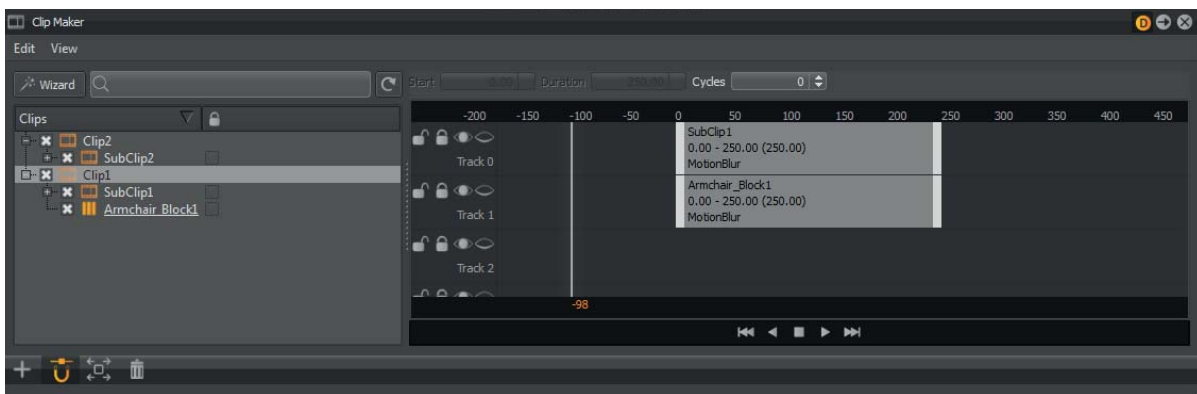 Clip Maker
D
Edit View
Wizard
Start 0.00 Duration 250.00 Cycles 0
Clips
Clip2
SubClip2
Clip1
SubClip1
Armchair_Block1
-200 -150 -100 -50 0 50 100 150 200 250 300 350 400 450
Track 0
SubClip1
0.00 - 250.00 (250.00)
MotionBlur
Track 1
Armchair_Block1
0.00 - 250.00 (250.00)
MotionBlur
Track 2
-98